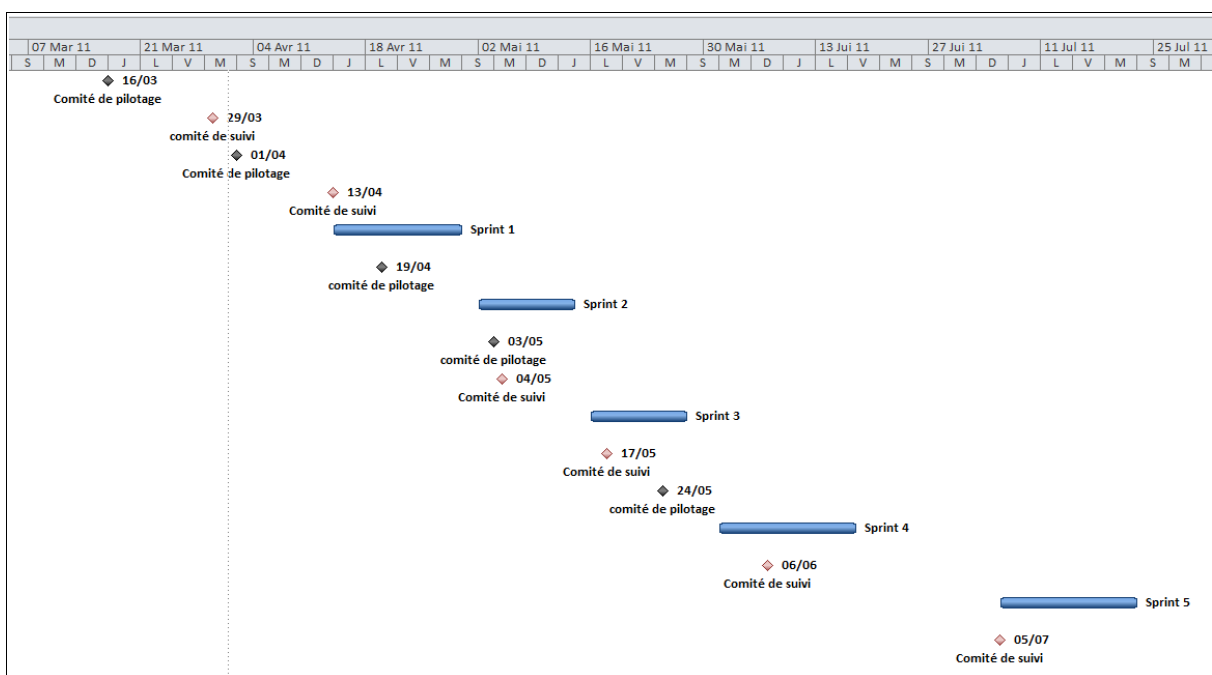 07 Mar 11 21 Mar 11 04 Avr 11 18 Avr 11 02 Mai 11 16 Mai 11 30 Mai 11 13 Jui 11 27 Jui 11 11 Jul 11 25 Jul 11
S M D J L V M S M D J L V M S M D J L V M S M D J L V M S M D J L V M S M
16/03
Comité de pilotage
29/03
comité de suivi
01/04
Comité de pilotage
13/04
Comité de suivi
Sprint 1
19/04
comité de pilotage
Sprint 2
03/05
comité de pilotage
04/05
Comité de suivi
Sprint 3
17/05
Comité de suivi
24/05
comité de pilotage
Sprint 4
06/06
Comité de suivi
Sprint 5
05/07
Comité de suivi